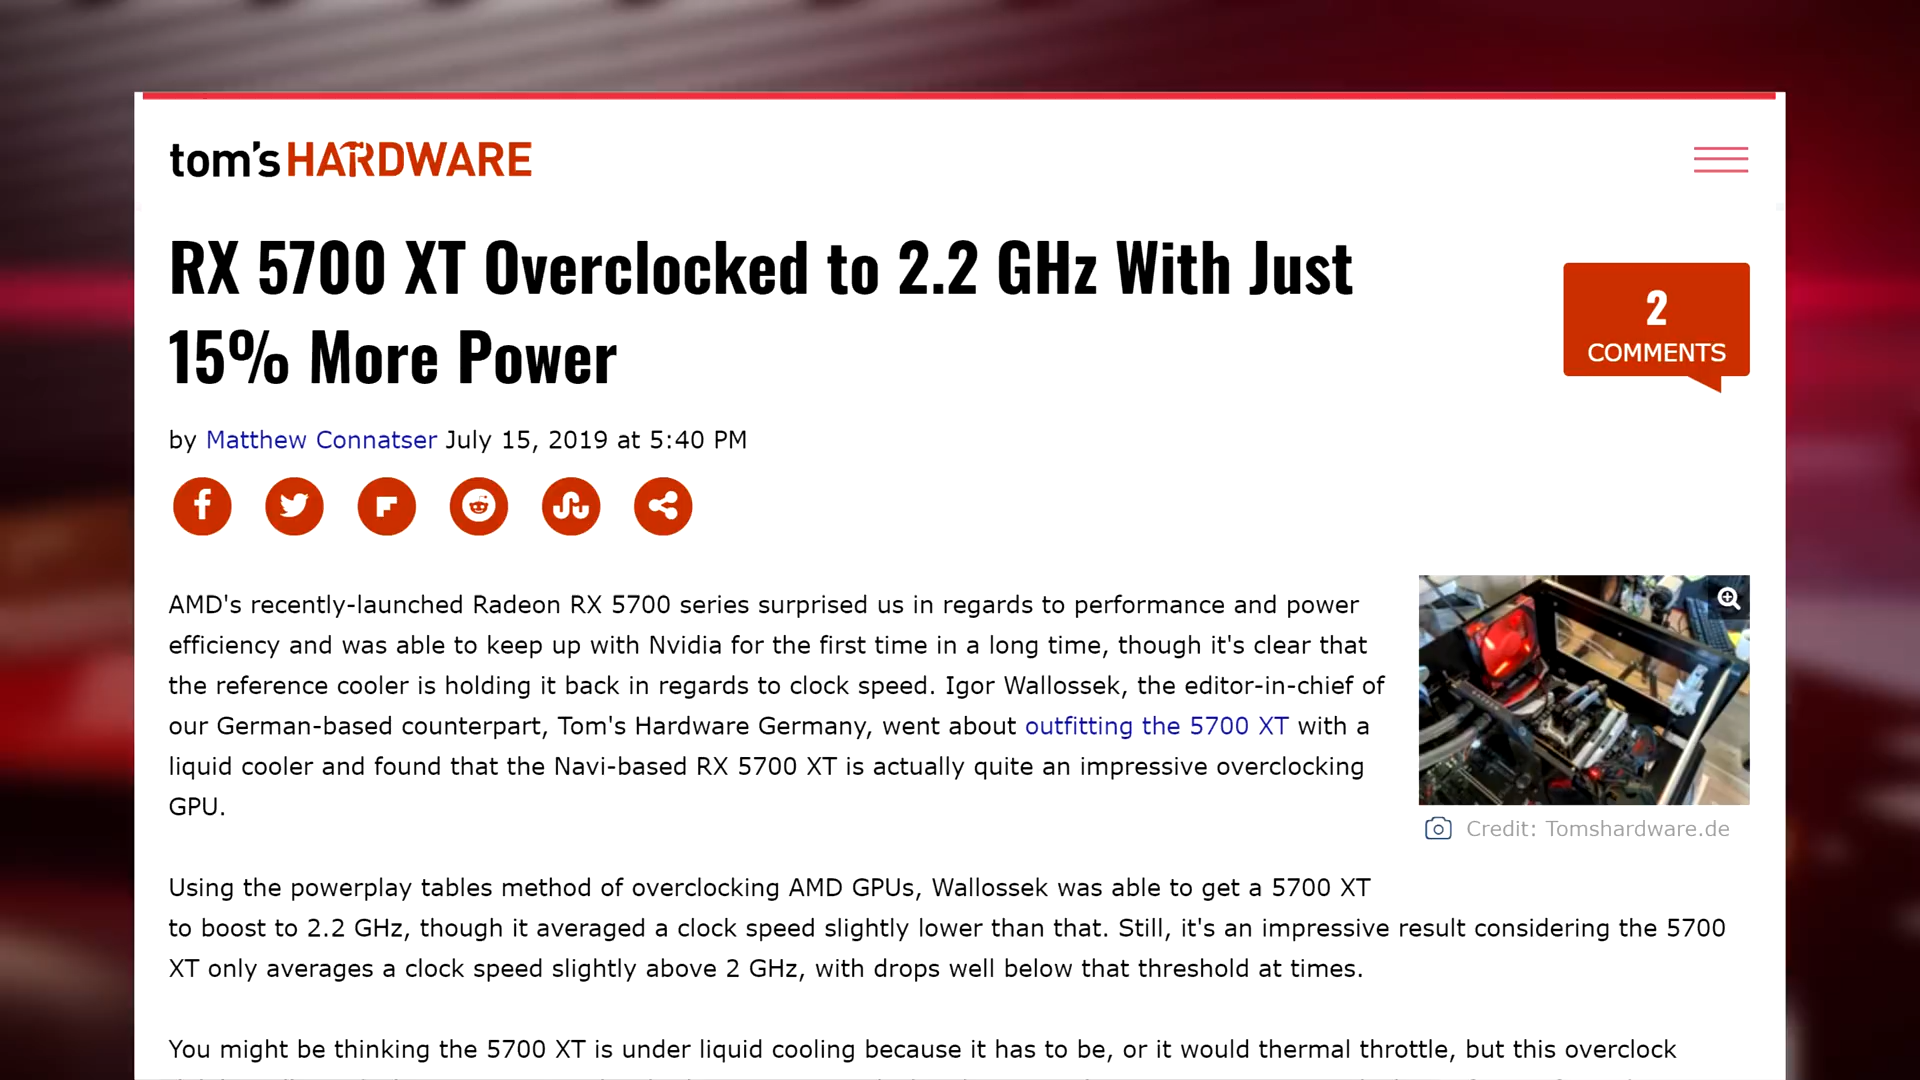 tom's HARDWARE
RX 5700 XT Overclocked to 2.2 GHz With Just
15% More Power
2
COMMENTS
by Matthew Connatser July 15, 2019 at 5:40 PM
AMD's recently-launched Radeon RX 5700 series surprised us in regards to performance and power
efficiency and was able to keep up with Nvidia for the first time in a long time, though it's clear that
the reference cooler is holding it back in regards to clock speed. Igor Wallossek, the editor-in-chief of
our German-based counterpart, Tom's Hardware Germany, went about outfitting the 5700 XT with a
liquid cooler and found that the Navi-based RX 5700 XT is actually quite an impressive overclocking
GPU.
Credit: Tomshardware.de
Using the powerplay tables method of overclocking AMD GPUs, Wallossek was able to get a 5700 XT
to boost to 2.2 GHz, though it averaged a clock speed slightly lower than that. Still, it's an impressive result considering the 5700
XT only averages a clock speed slightly above 2 GHz, with drops well below that threshold at times.
You might be thinking the 5700 XT is under liquid cooling because it has to be, or it would thermal throttle, but this overclock